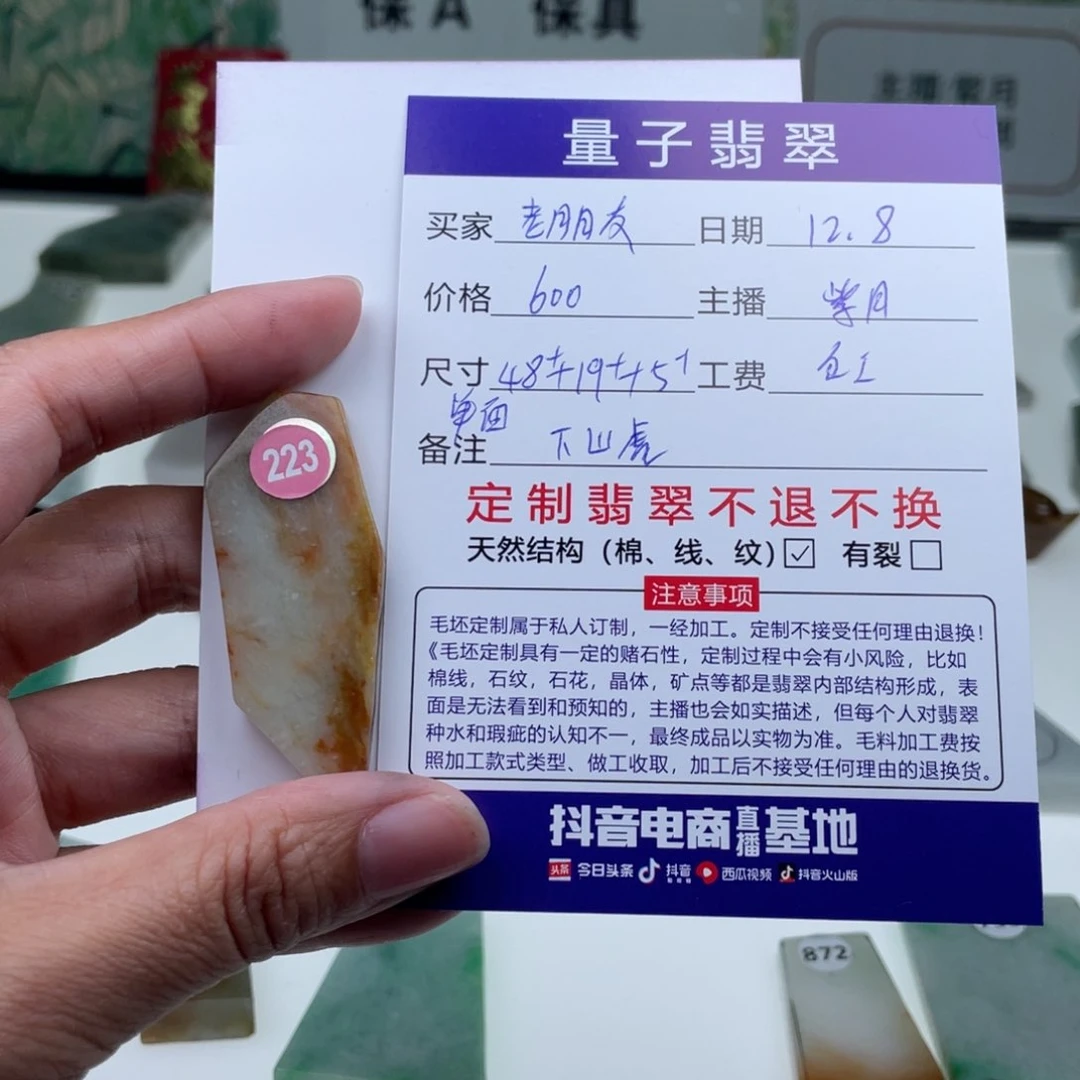 保A 保真
量子翡翠
买家 老朋友 日期 12.8
价格 600 主播 紫月
尺寸 48+19+5+ 工费 包工
单面
备注 下山虎
223
定制翡翠不退不换
天然结构（棉、线、纹）☑ 有裂□
注意事项
毛坯定制属于私人订制，一经加工。定制不接受任何理由退换！
《毛坯定制具有一定的赌石性，定制过程中会有小风险，比如
棉线，石纹，石花，晶体，矿点等都是翡翠内部结构形成，表
面是无法看到和预知的，主播也会如实描述，但每个人对翡翠
种水和瑕疵的认知不一，最终成品以实物为准。毛料加工费按
照加工款式类型、做工收取，加工后不接受任何理由的退换货。
抖音电商直播基地
头条 今日头条 抖音 西瓜视频 抖音火山版
872